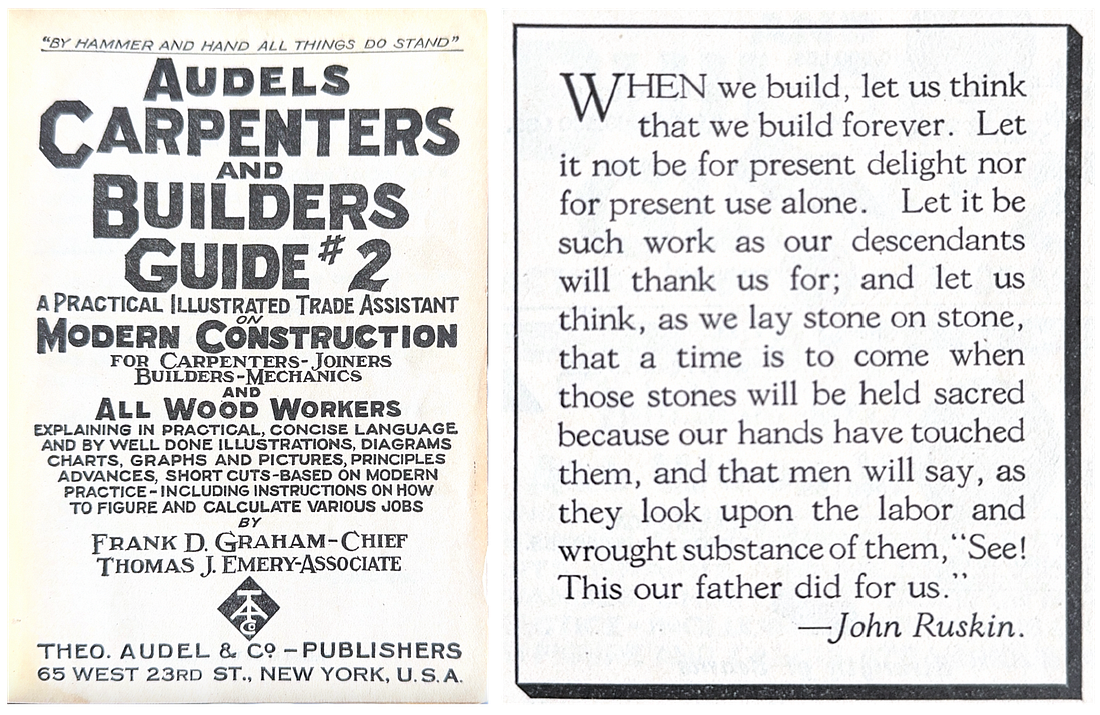 "BY HAMMER AND HAND ALL THINGS DO STAND"
AUDELS
CARPENTERS
AND
BUILDERS
GUIDE #2
A PRACTICAL ILLUSTRATED TRADE ASSISTANT
ON
MODERN CONSTRUCTION
FOR CARPENTERS-JOINERS
BUILDERS-MECHANICS
AND
ALL WOOD WORKERS
EXPLAINING IN PRACTICAL, CONCISE LANGUAGE
AND BY WELL DONE ILLUSTRATIONS, DIAGRAMS
CHARTS, GRAPHS AND PICTURES, PRINCIPLES
ADVANCES, SHORT CUTS-BASED ON MODERN
PRACTICE-INCLUDING INSTRUCTIONS ON HOW
TO FIGURE AND CALCULATE VARIOUS JOBS
BY
FRANK D. GRAHAM-CHIEF
THOMAS J. EMERY-ASSOCIATE
THEO. AUDEL & CO - PUBLISHERS
65 WEST 23RD ST., NEW YORK, U.S.A.
WHEN we build, let us think
that we build forever. Let
it not be for present delight nor
for present use alone. Let it be
such work as our descendants
will thank us for; and let us
think, as we lay stone on stone,
that a time is to come when
those stones will be held sacred
because our hands have touched
them, and that men will say, as
they look upon the labor and
wrought substance of them, "See!
This our father did for us."
—John Ruskin.